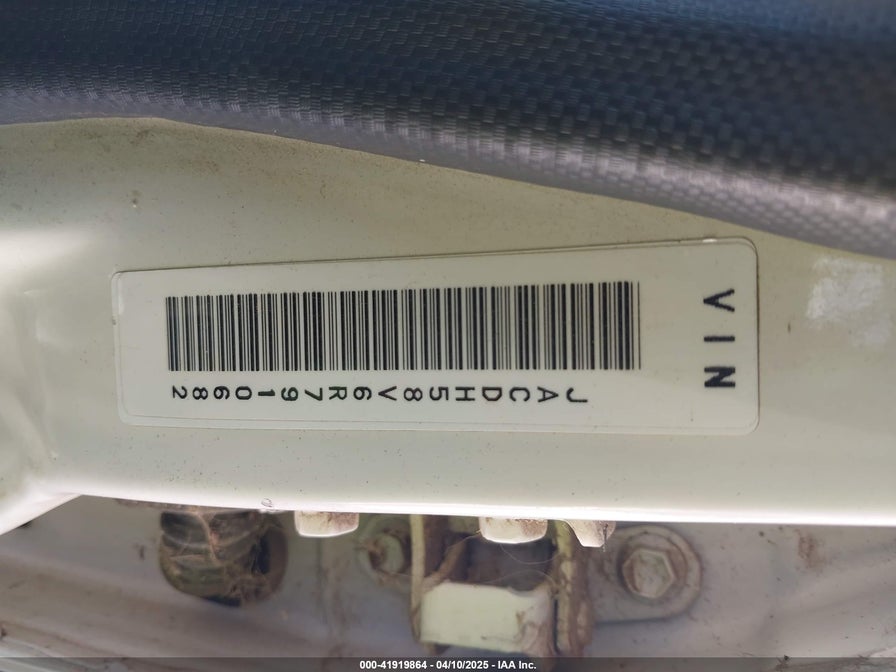 VIN
JACDH58V6R7910682
000-41919864 - 04/10/2025 - IAA Inc.